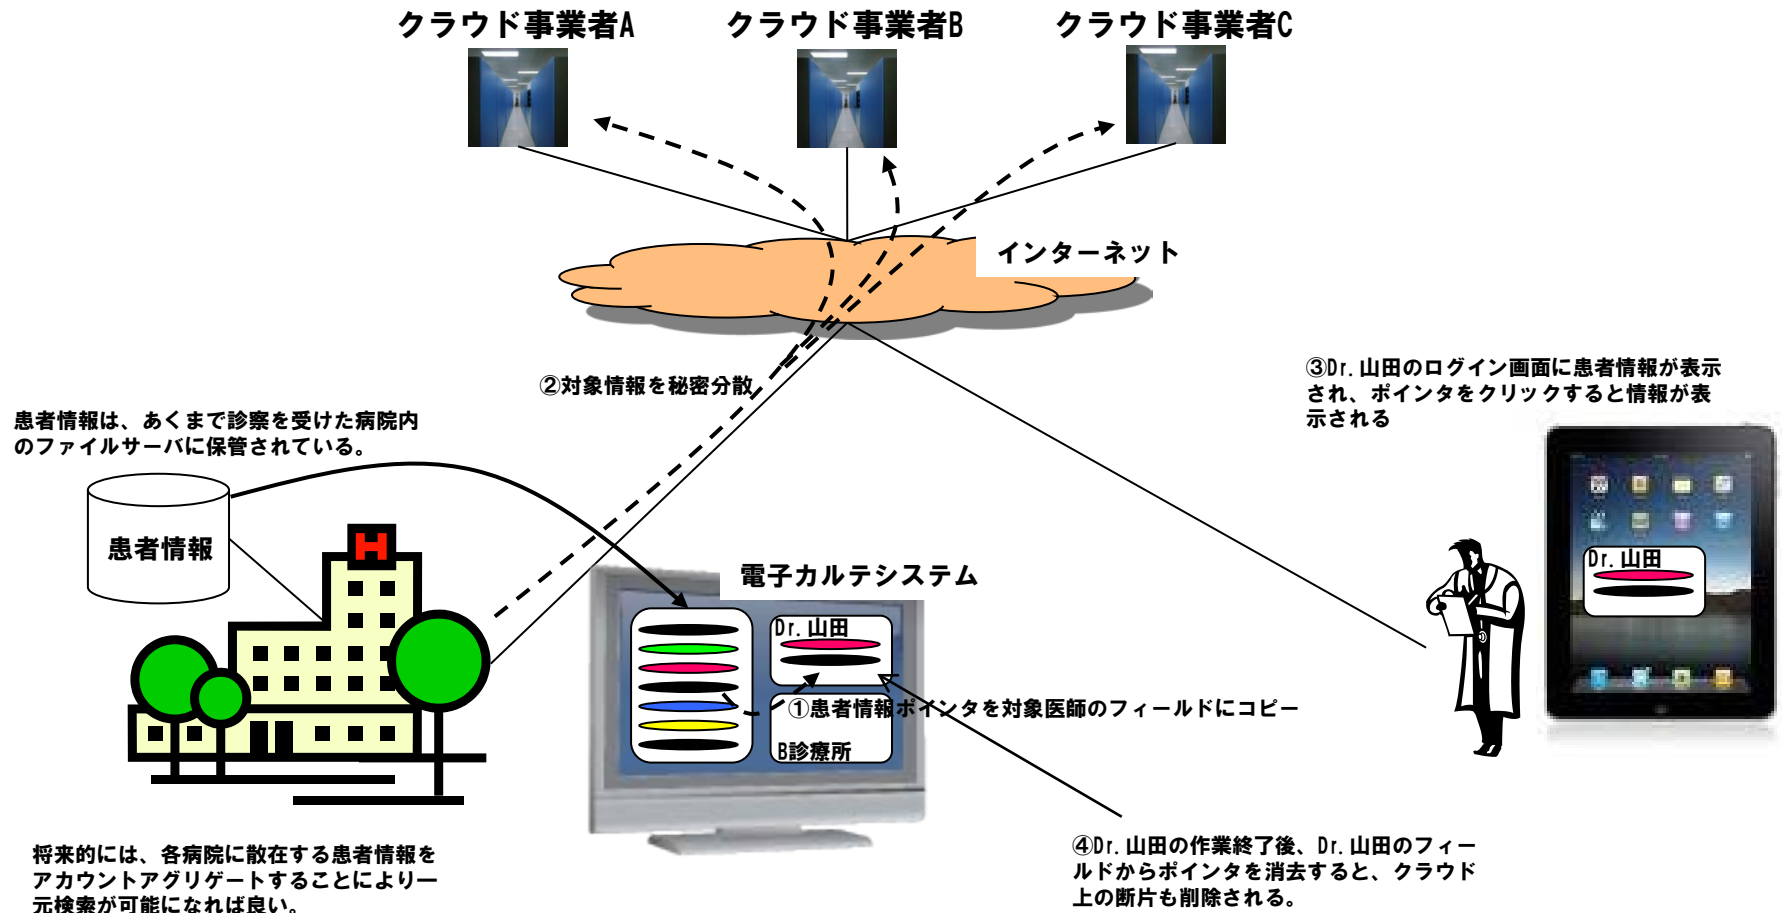 クラウド事業者A
クラウド事業者B
クラウド事業者C
インターネット
②対象情報を秘密分散
③Dr.山田のログイン画面に患者情報が表示
され、ポインタをクリックすると情報が表
示される
患者情報は、あくまで診察を受けた病院内
のファイルサーバに保管されている。
患者情報
H
電子カルテシステム
Dr.山田
Dr.山田
①患者情報ポインタを対象医師のフィールドにコピー
B診療所
④Dr.山田の作業終了後、Dr.山田のフィー
ルドからポインタを消去すると、クラウド
上の断片も削除される。
将来的には、各病院に散在する患者情報を
アカウントアグリゲートすることにより一
元検索が可能になれば良い。